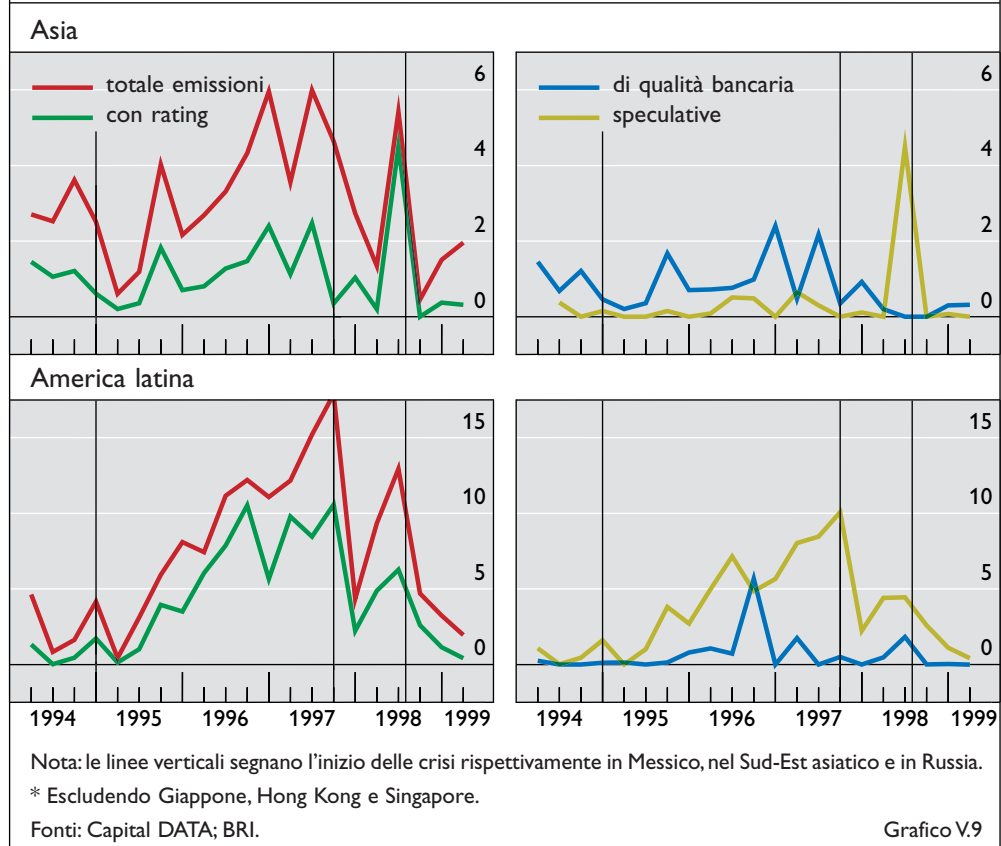 Asia
totale emissioni
con rating
6
4
2
0
di qualità bancaria
speculative
6
4
2
0
America latina
15
10
5
0
1994 1995 1996 1997 1998 1999
15
10
5
0
1994 1995 1996 1997 1998 1999
Nota: le linee verticali segnano l'inizio delle crisi rispettivamente in Messico, nel Sud-Est asiatico e in Russia.
* Escludendo Giappone, Hong Kong e Singapore.
Fonti: Capital DATA; BRI. Grafico V.9